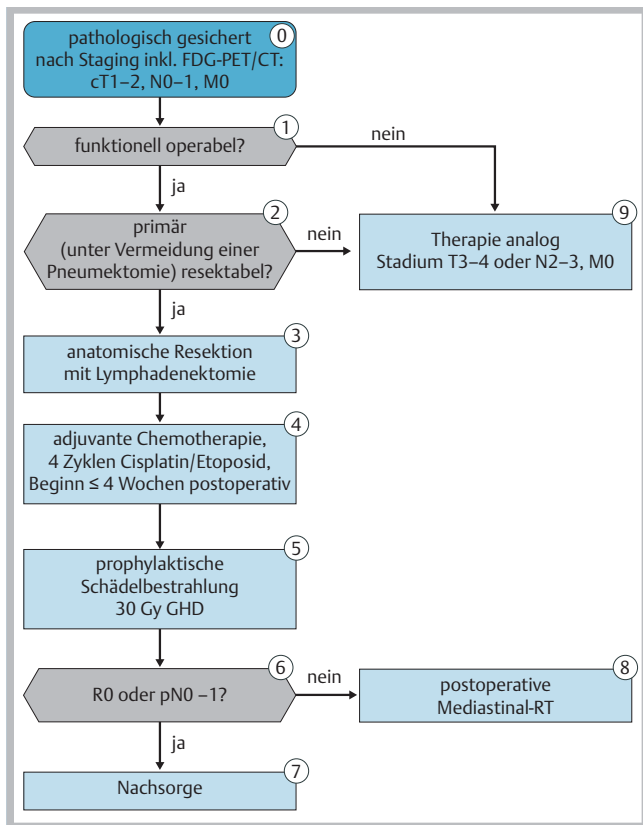 pathologisch gesichert
nach Staging inkl. FDG-PET/CT:
cT1–2, N0–1, M0
0
funktionell operabel?
1
nein
ja
primär
(unter Vermeidung einer
Pneumektomie) resektabel?
2
nein
Therapie analog
Stadium T3–4 oder N2–3, M0
9
ja
anatomische Resektion
mit Lymphadenektomie
3
adjuvante Chemotherapie,
4 Zyklen Cisplatin/Etoposid,
Beginn ≤ 4 Wochen postoperativ
4
prophylaktische
Schädelbestrahlung
30 Gy GHD
5
R0 oder pN0 –1?
6
nein
postoperative
Mediastinal-RT
8
ja
Nachsorge
7